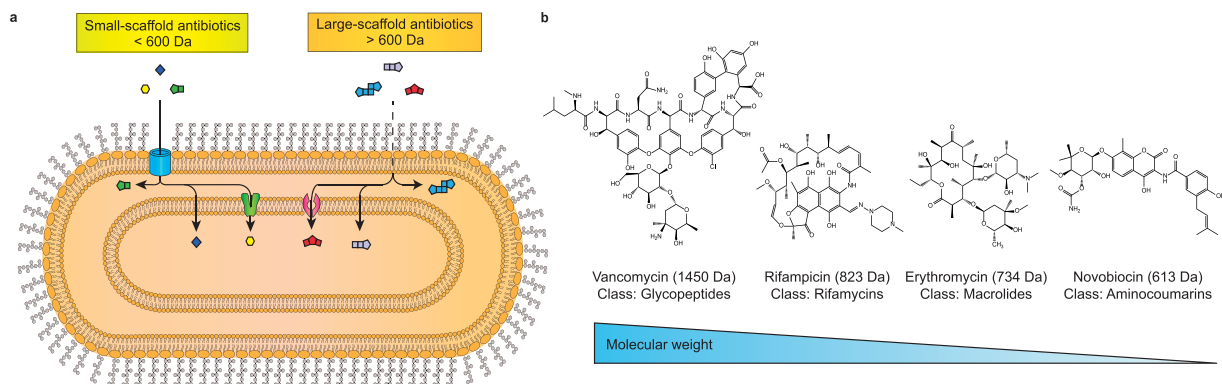 a
Small-scaffold antibiotics
< 600 Da
Large-scaffold antibiotics
> 600 Da
b
Vancomycin (1450 Da)
Class: Glycopeptides
Rifampicin (823 Da)
Class: Rifamycins
Erythromycin (734 Da)
Class: Macrolides
Novobiocin (613 Da)
Class: Aminocoumarins
Molecular weight